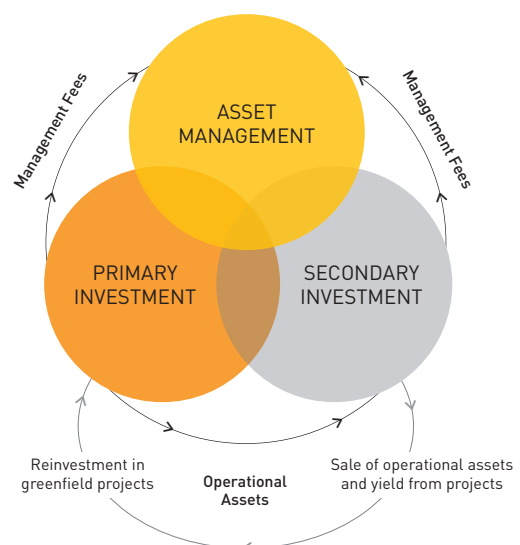 Management Fees
Management Fees
ASSET
MANAGEMENT
PRIMARY
INVESTMENT
SECONDARY
INVESTMENT
Reinvestment in
greenfield projects
Operational
Assets
Sale of operational assets
and yield from projects